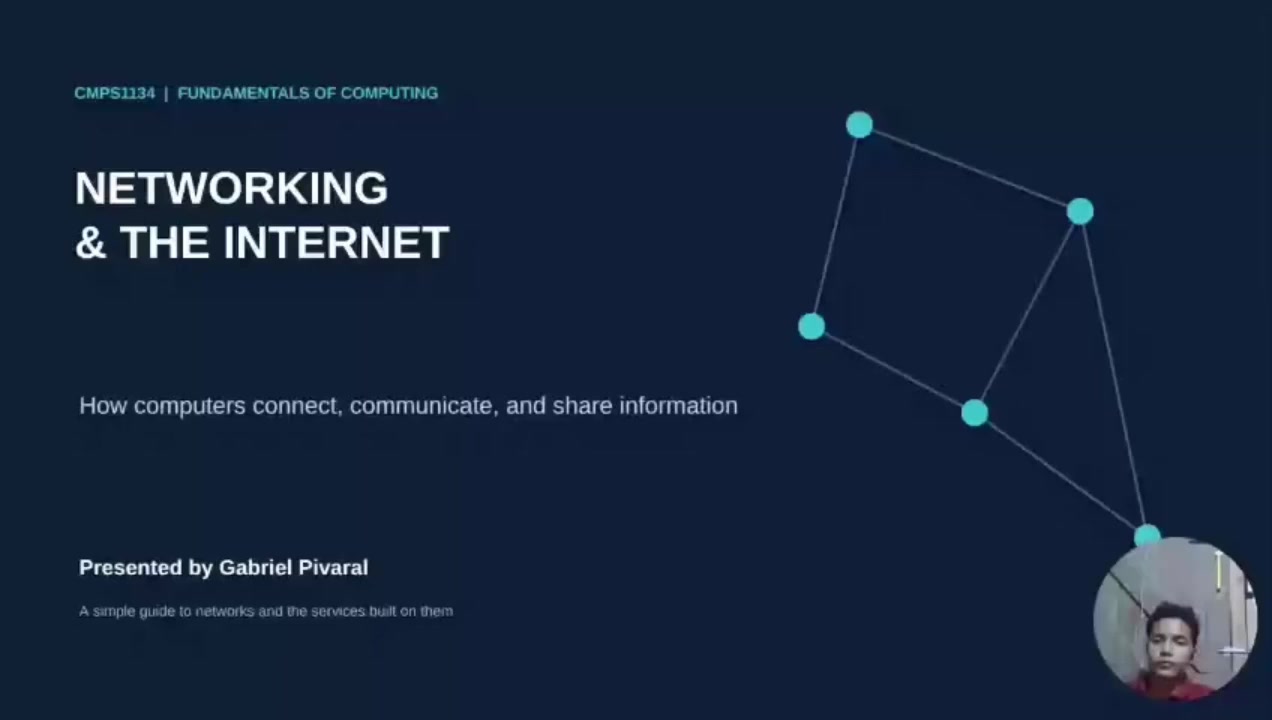 CMPS1134 | FUNDAMENTALS OF COMPUTING
NETWORKING
& THE INTERNET
How computers connect, communicate, and share information
Presented by Gabriel Pivaral
A simple guide to networks and the services built on them